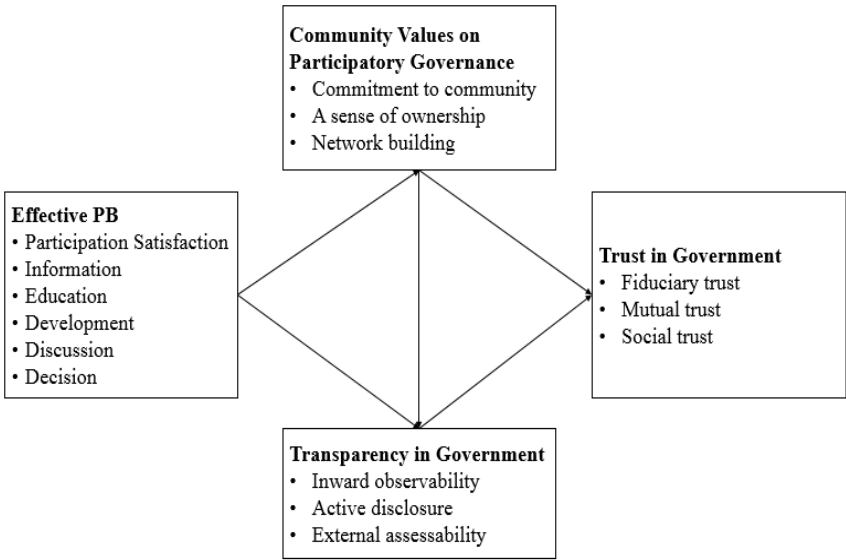 Community Values on
Participatory Governance
• Commitment to community
• A sense of ownership
• Network building
Effective PB
• Participation Satisfaction
• Information
• Education
• Development
• Discussion
• Decision
Trust in Government
• Fiduciary trust
• Mutual trust
• Social trust
Transparency in Government
• Inward observability
• Active disclosure
• External assessability